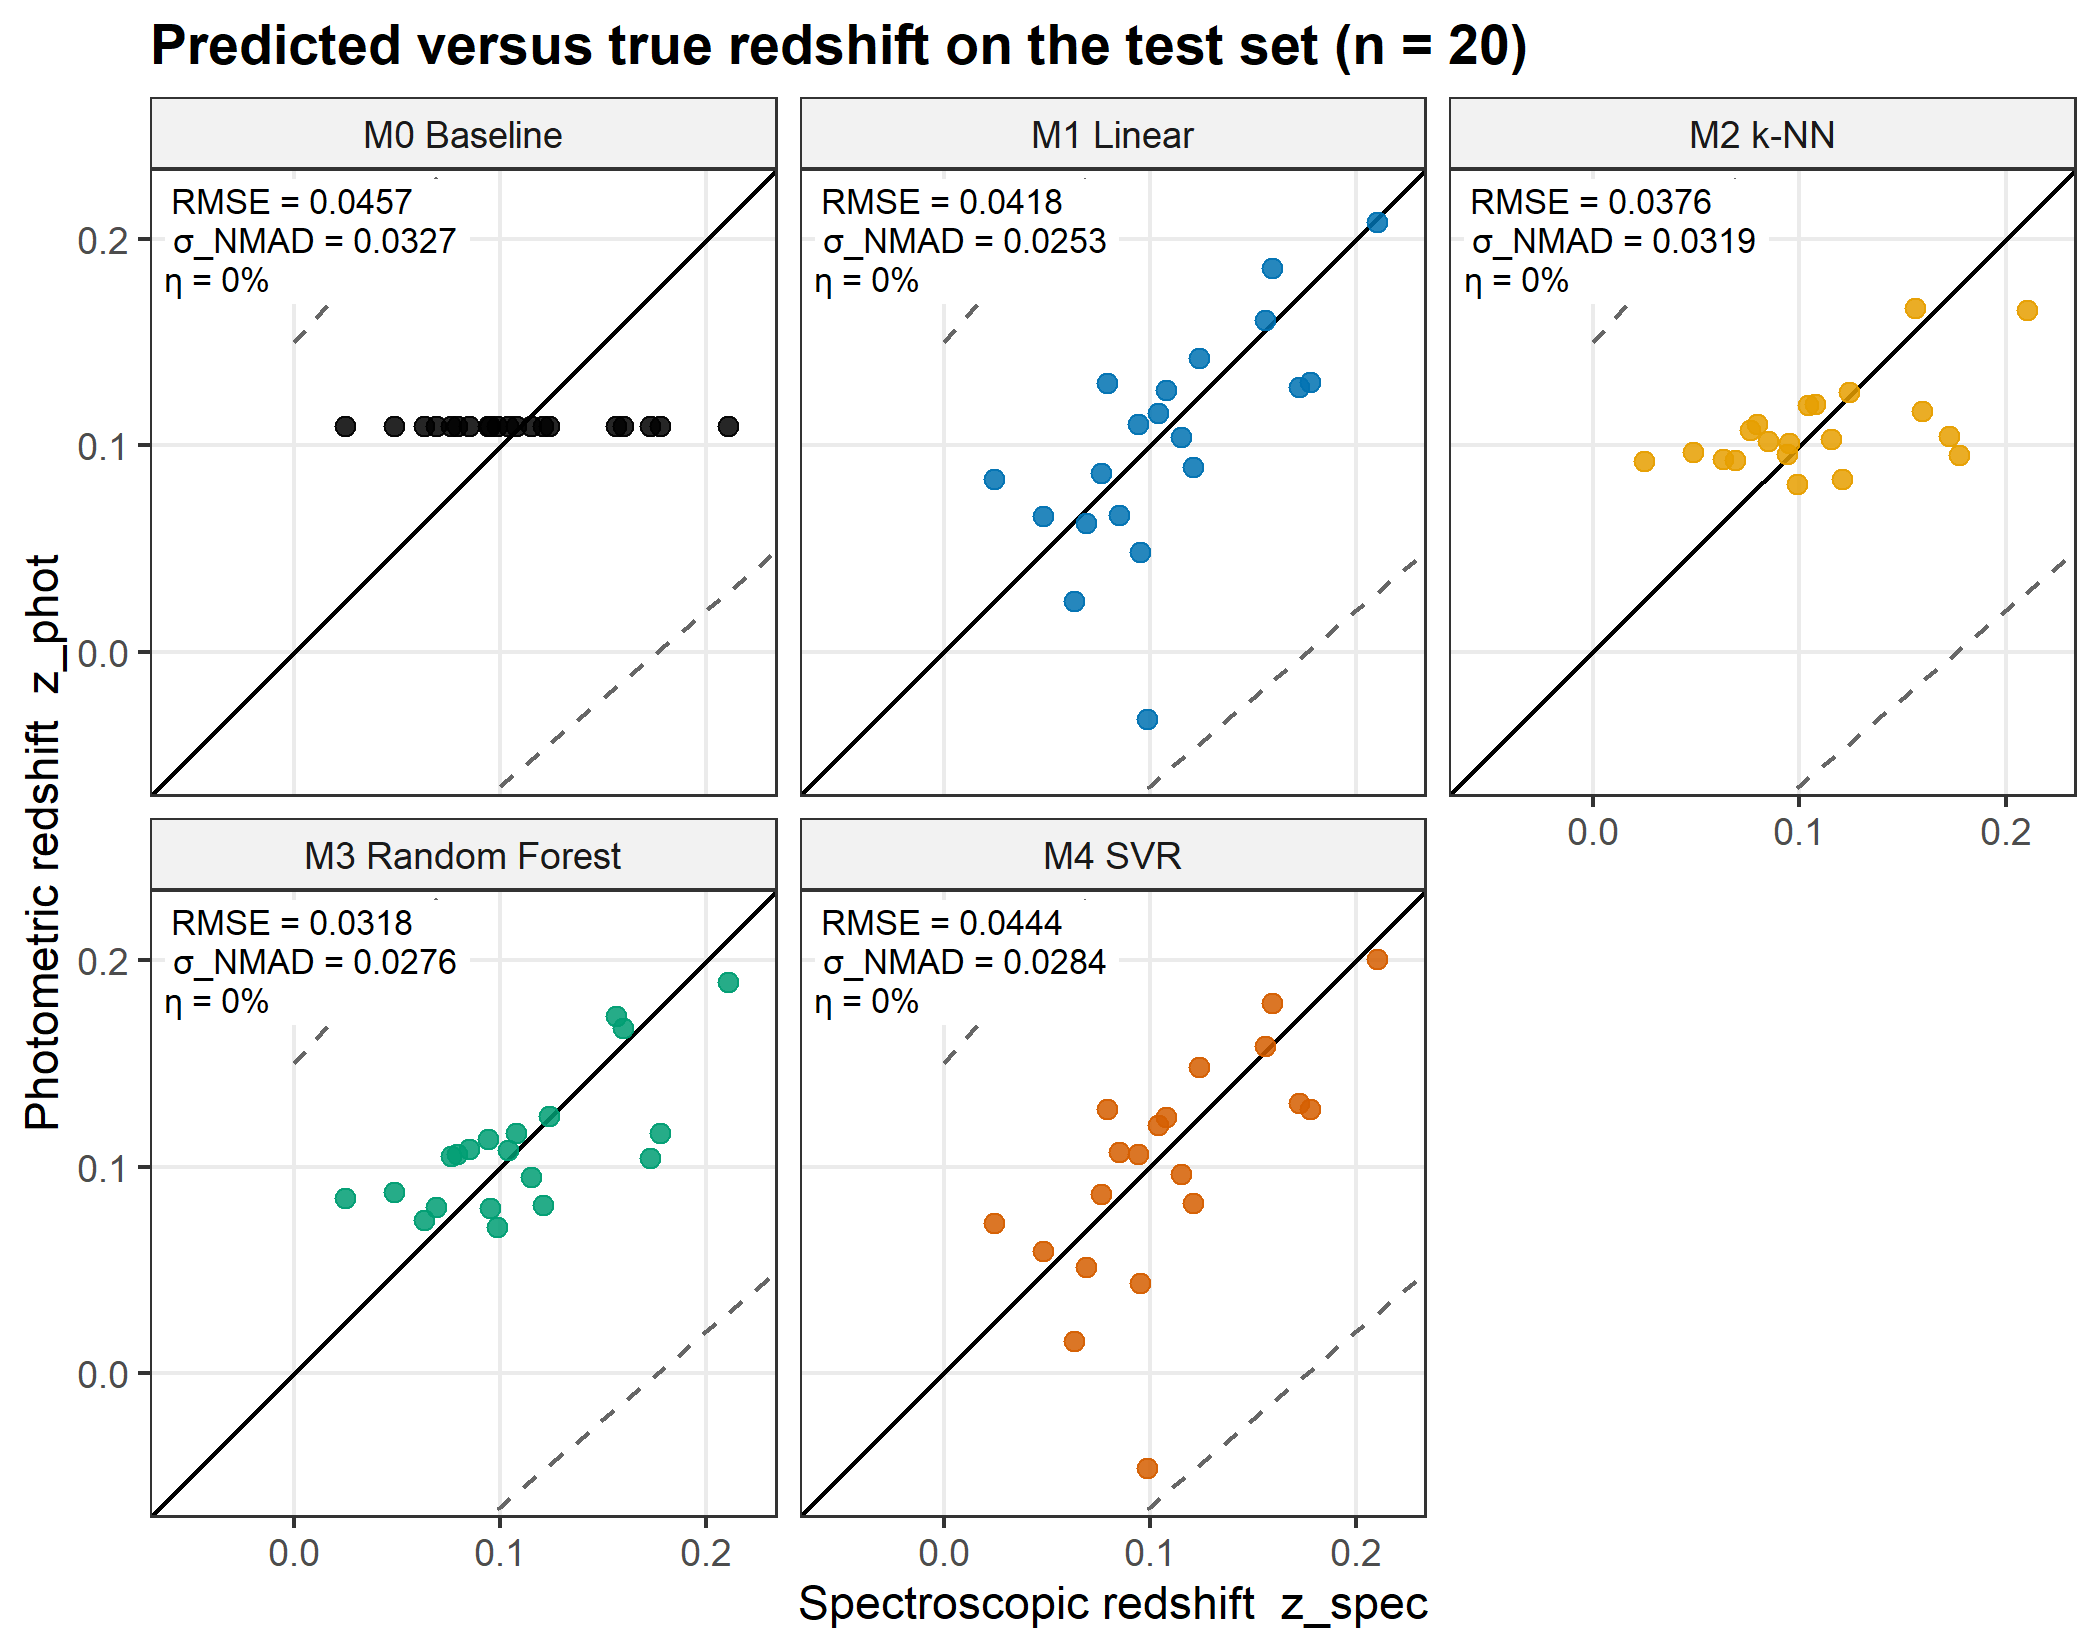 Predicted versus true redshift on the test set (n = 20)
M0 Baseline
RMSE = 0.0457
σ_NMAD = 0.0327
η = 0%
M1 Linear
RMSE = 0.0418
σ_NMAD = 0.0253
η = 0%
M2 k-NN
RMSE = 0.0376
σ_NMAD = 0.0319
η = 0%
0.2
0.1
0.0
0.0 0.1 0.2
M3 Random Forest
RMSE = 0.0318
σ_NMAD = 0.0276
η = 0%
M4 SVR
RMSE = 0.0444
σ_NMAD = 0.0284
η = 0%
0.2
0.1
0.0
0.0 0.1 0.2
0.0 0.1 0.2
Photometric redshift z_phot
Spectroscopic redshift z_spec